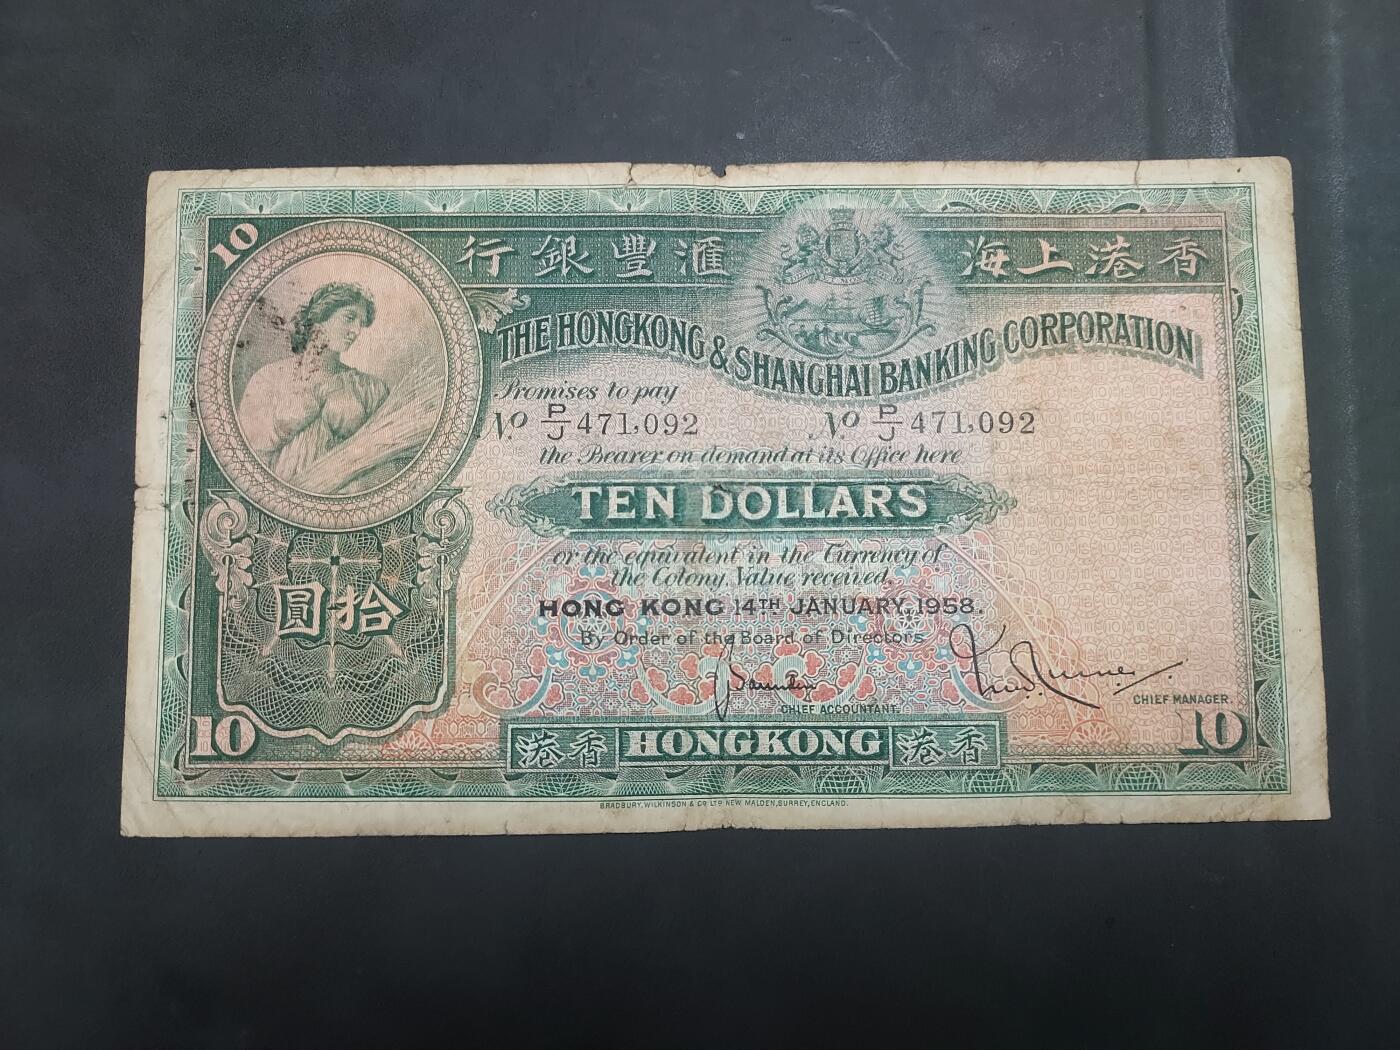 10
行銀豐滙 海上港香
THE HONGKONG & SHANGHAI BANKING CORPORATION
Promises to pay
No. P/J 471,092 No. P/J 471,092
the Bearer on demand at its Office here
TEN DOLLARS
or the equivalent in the Currency of
the Colony, Value received.
圓拾
HONG KONG 14TH JANUARY, 1958.
By Order of the Board of Directors
CHIEF ACCOUNTANT.
CHIEF MANAGER.
10 港香 HONGKONG 港香 10
BRADBURY, WILKINSON & CO LTD NEW MALDEN, SURREY, ENGLAND.